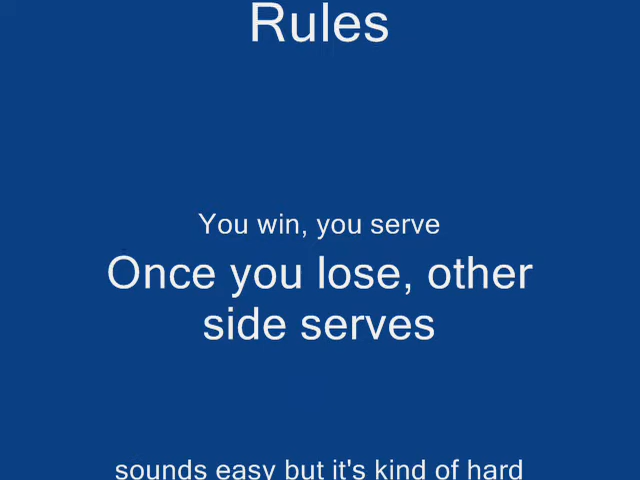 Rules
You win, you serve
Once you lose, other
side serves
sounds easy but it's kind of hard